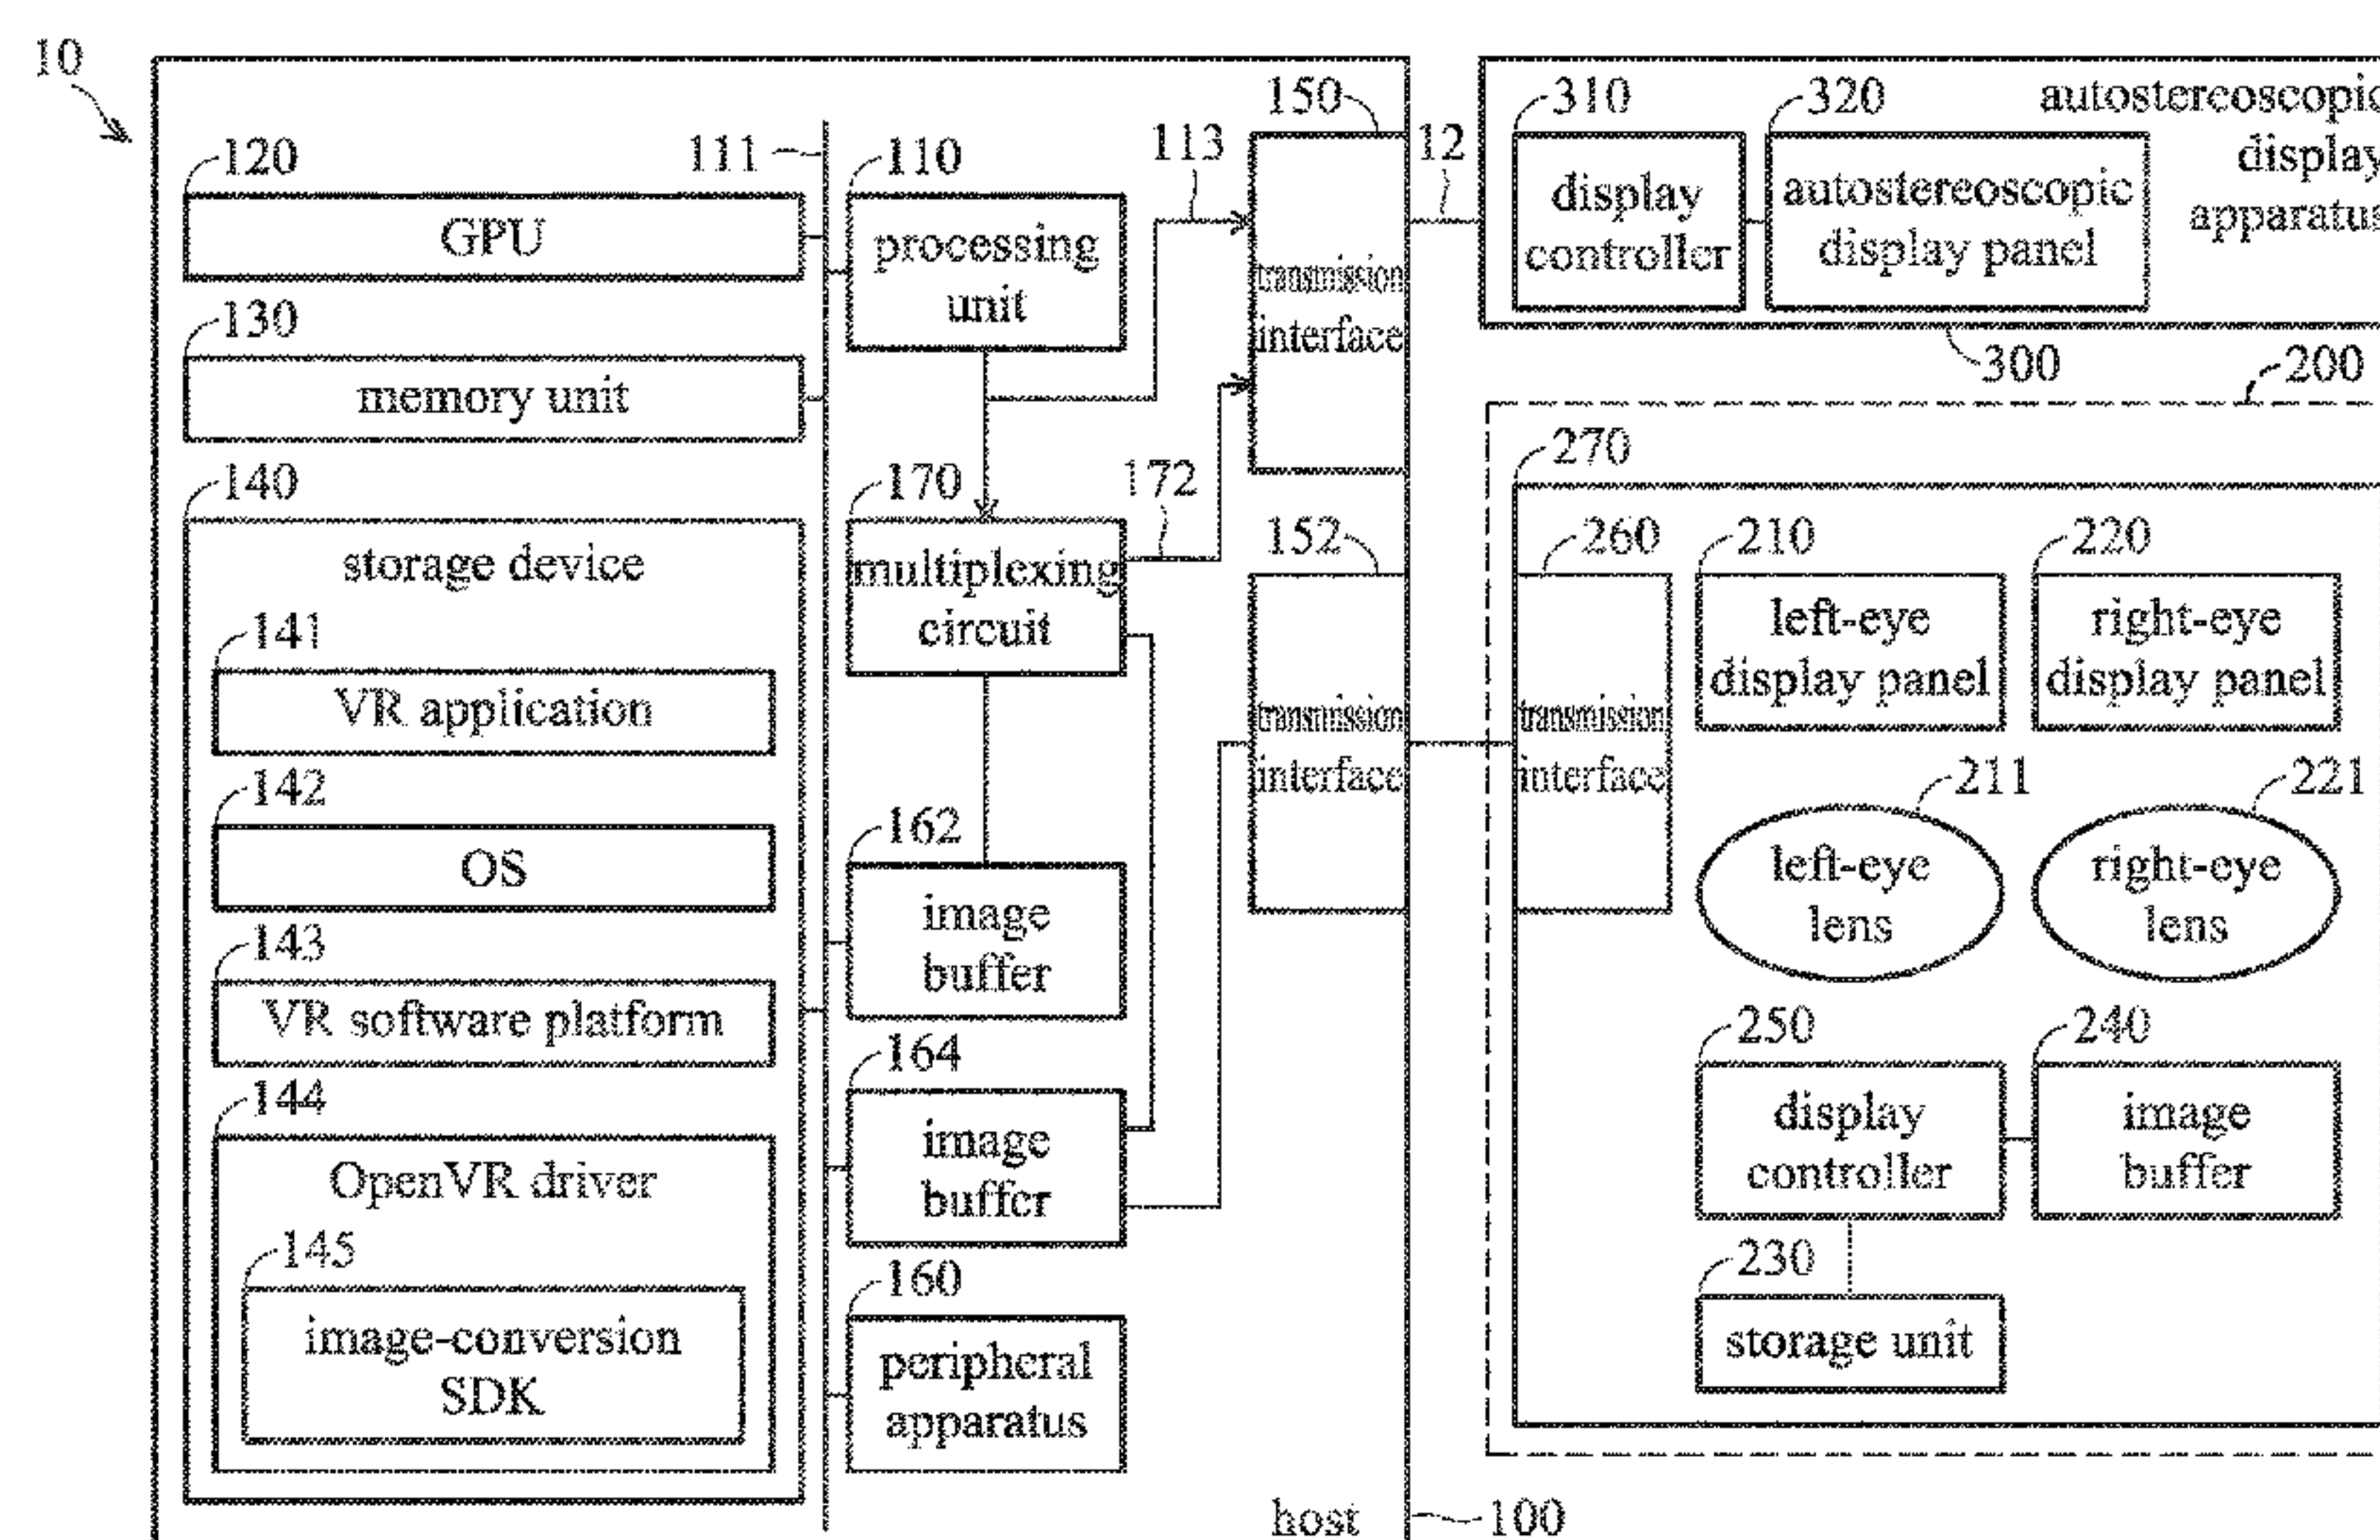 10
120
GPU
130
memory unit
140
storage device
141
VR application
142
OS
143
VR software platform
144
OpenVR driver
145
image-conversion
SDK
111
110
processing
unit
113
170
multiplexing
circuit
172
162
image
buffer
164
image
buffer
160
peripheral
apparatus
150
transmission
interface
152
transmission
interface
host
100
12
310
display
controller
320
autostereoscopic
display panel
autostereoscopic
display
apparatus
300
200
270
260
transmission
interface
210
left-eye
display panel
220
right-eye
display panel
211
left-eye
lens
221
right-eye
lens
250
display
controller
240
image
buffer
230
storage unit